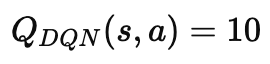 Q_{DQN}(s, a) = 10